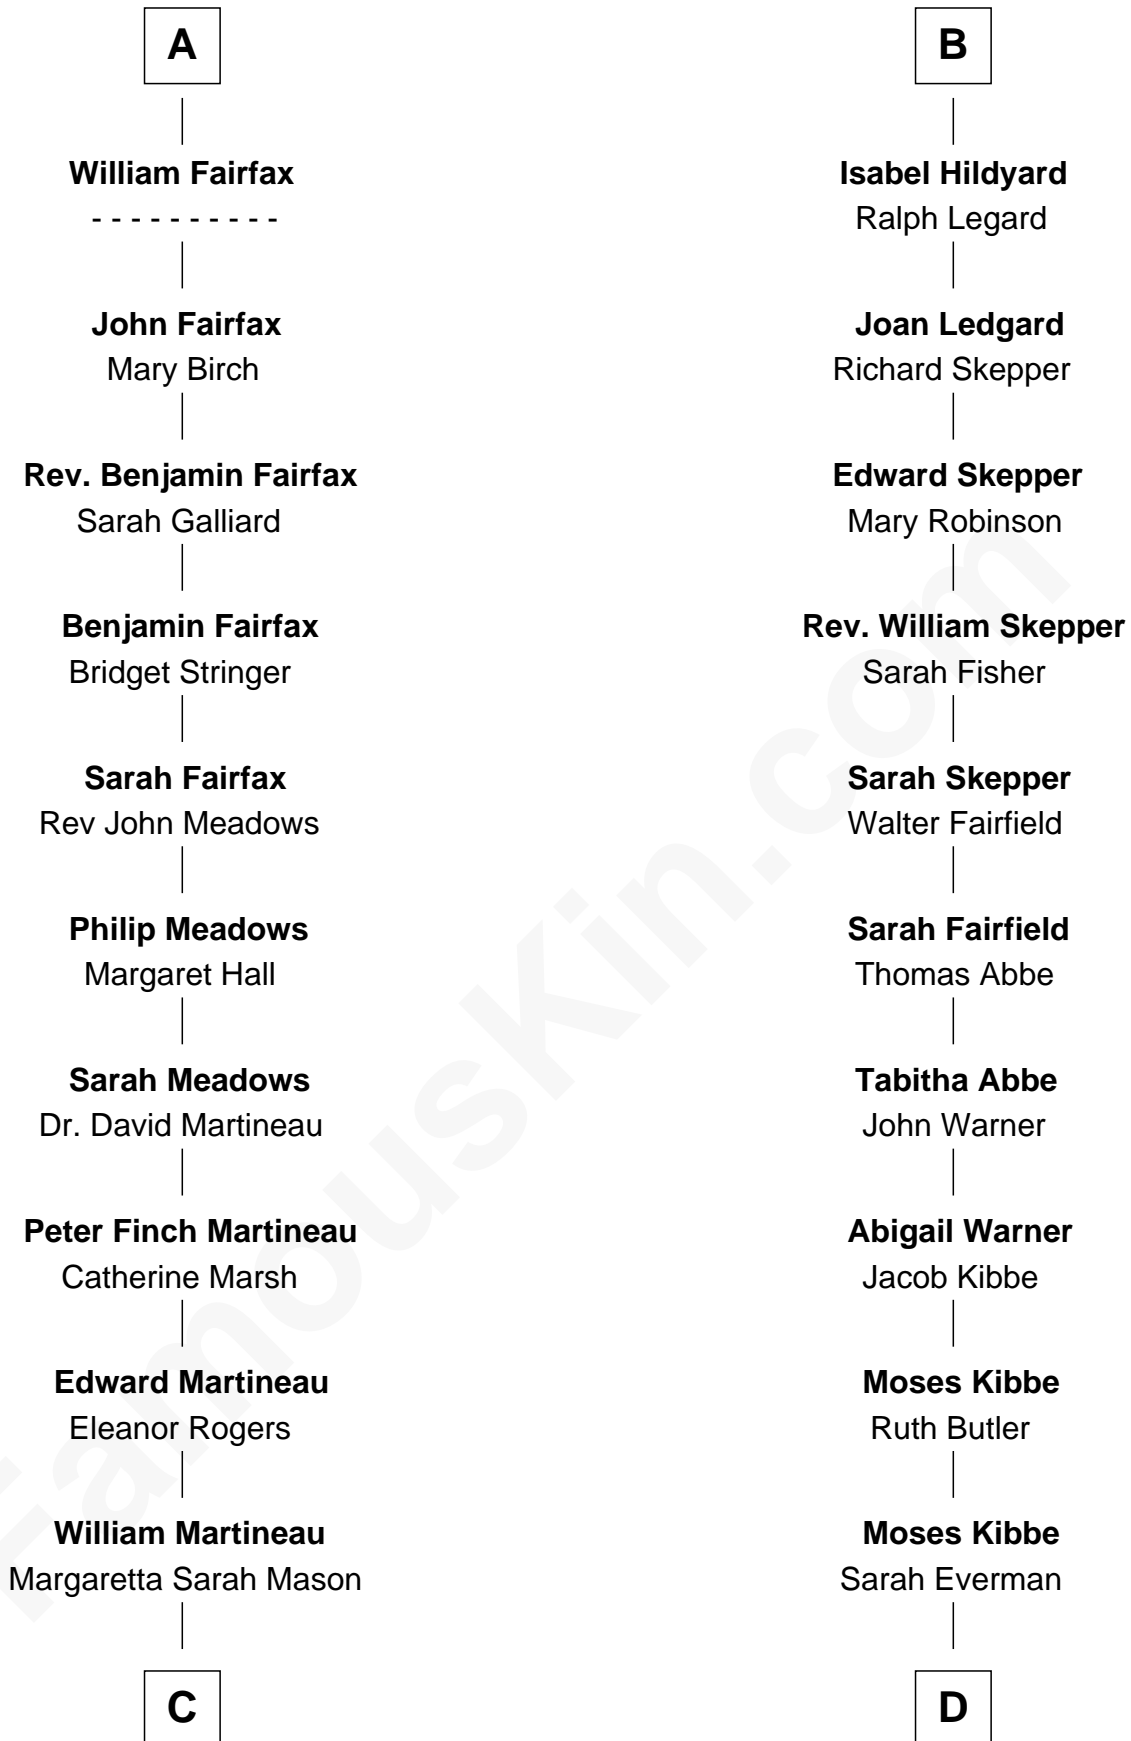 A
William Fairfax
- - - - - - - - - -
John Fairfax
Mary Birch
Rev. Benjamin Fairfax
Sarah Galliard
Benjamin Fairfax
Bridget Stringer
Sarah Fairfax
Rev John Meadows
Philip Meadows
Margaret Hall
Sarah Meadows
Dr. David Martineau
Peter Finch Martineau
Catherine Marsh
Edward Martineau
Eleanor Rogers
William Martineau
Margaretta Sarah Mason
C
B
Isabel Hildyard
Ralph Legard
Joan Ledgard
Richard Skepper
Edward Skepper
Mary Robinson
Rev. William Skepper
Sarah Fisher
Sarah Skepper
Walter Fairfield
Sarah Fairfield
Thomas Abbe
Tabitha Abbe
John Warner
Abigail Warner
Jacob Kibbe
Moses Kibbe
Ruth Butler
Moses Kibbe
Sarah Everman
D
FamousKin.com